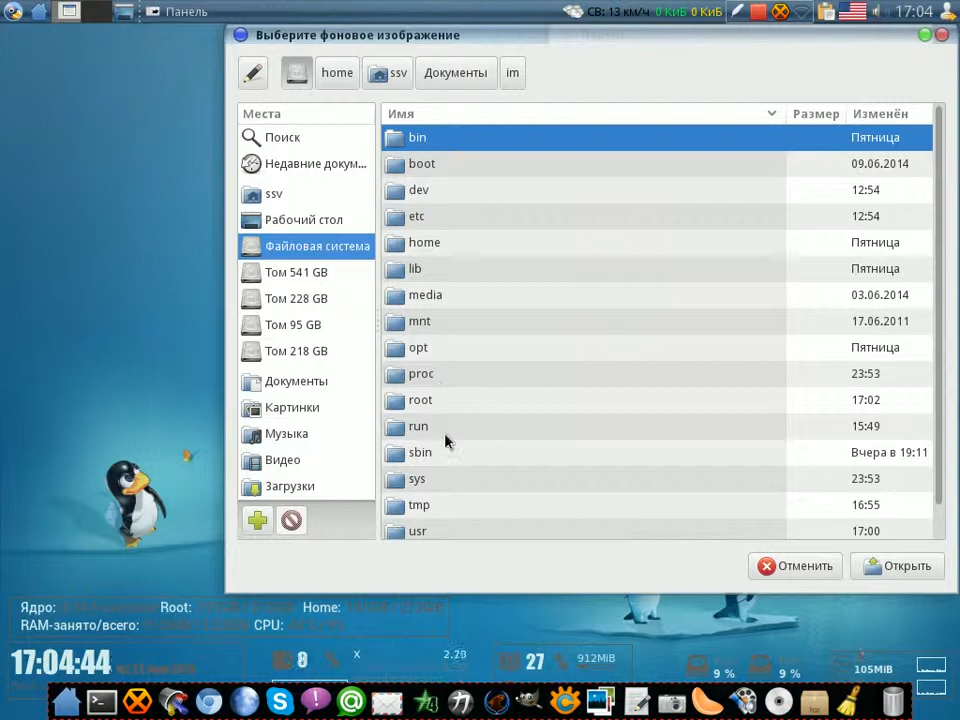 Панель СВ: 13 км/ч 0 КиБ 0 КиБ 17:04
Выберите фоновое изображение
home ssv Документы im
Места
Поиск
Недавние докум...
ssv
Рабочий стол
Файловая система
Том 541 GB
Том 228 GB
Том 95 GB
Том 218 GB
Документы
Картинки
Музыка
Видео
Загрузки
Имя Размер Изменён
bin Пятница
boot 09.06.2014
dev 12:54
etc 12:54
home Пятница
lib Пятница
media 03.06.2014
mnt 17.06.2011
opt Пятница
proc 23:53
root 17:02
run 15:49
sbin Вчера в 19:11
sys 23:53
tmp 16:55
usr 17:00
Отменить Открыть
Ядро: Root: Home:
RAM-занято/всего: CPU:
17:04:44 8 % X 27 % 912MiB 9 % 9 % 105MiB